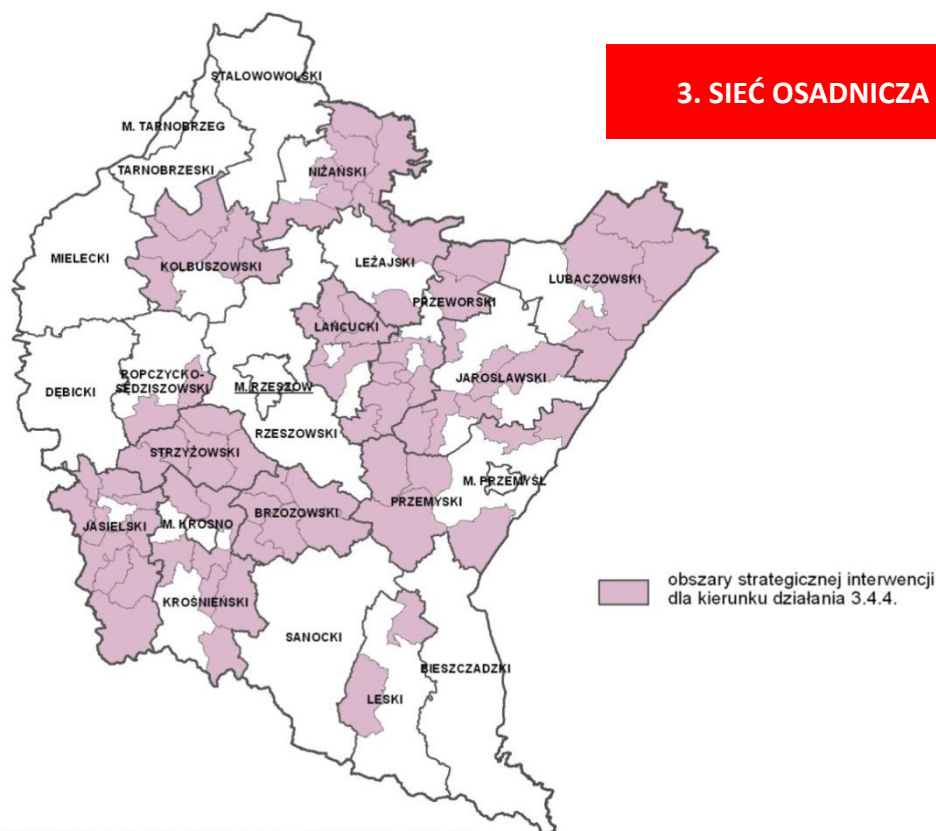 3. SIEĆ OSADNICZA
STALOWOWOLSKI
M. TARNOBRZEG
TARNOBRZESKI
NIŻAŃSKI
MIELECKI
KOLBUSZOWSKI
LEŻAJSKI
LUBACZOWSKI
PRZEWORSKI
ŁAŃCUCKI
ROPCZYCKO-
SĘDZISZOWSKI
DĘBICKI
M. RZESZÓW
JAROSŁAWSKI
RZESZOWSKI
STRZYŻOWSKI
M. PRZEMYŚL
PRZEMYSKI
BRZOZOWSKI
JASIELSKI
M. KROSNO
KROŚNIEŃSKI
SANOCKI
BIESZCZADZKI
LESKI
obszary strategicznej interwencji
dla kierunku działania 3.4.4.